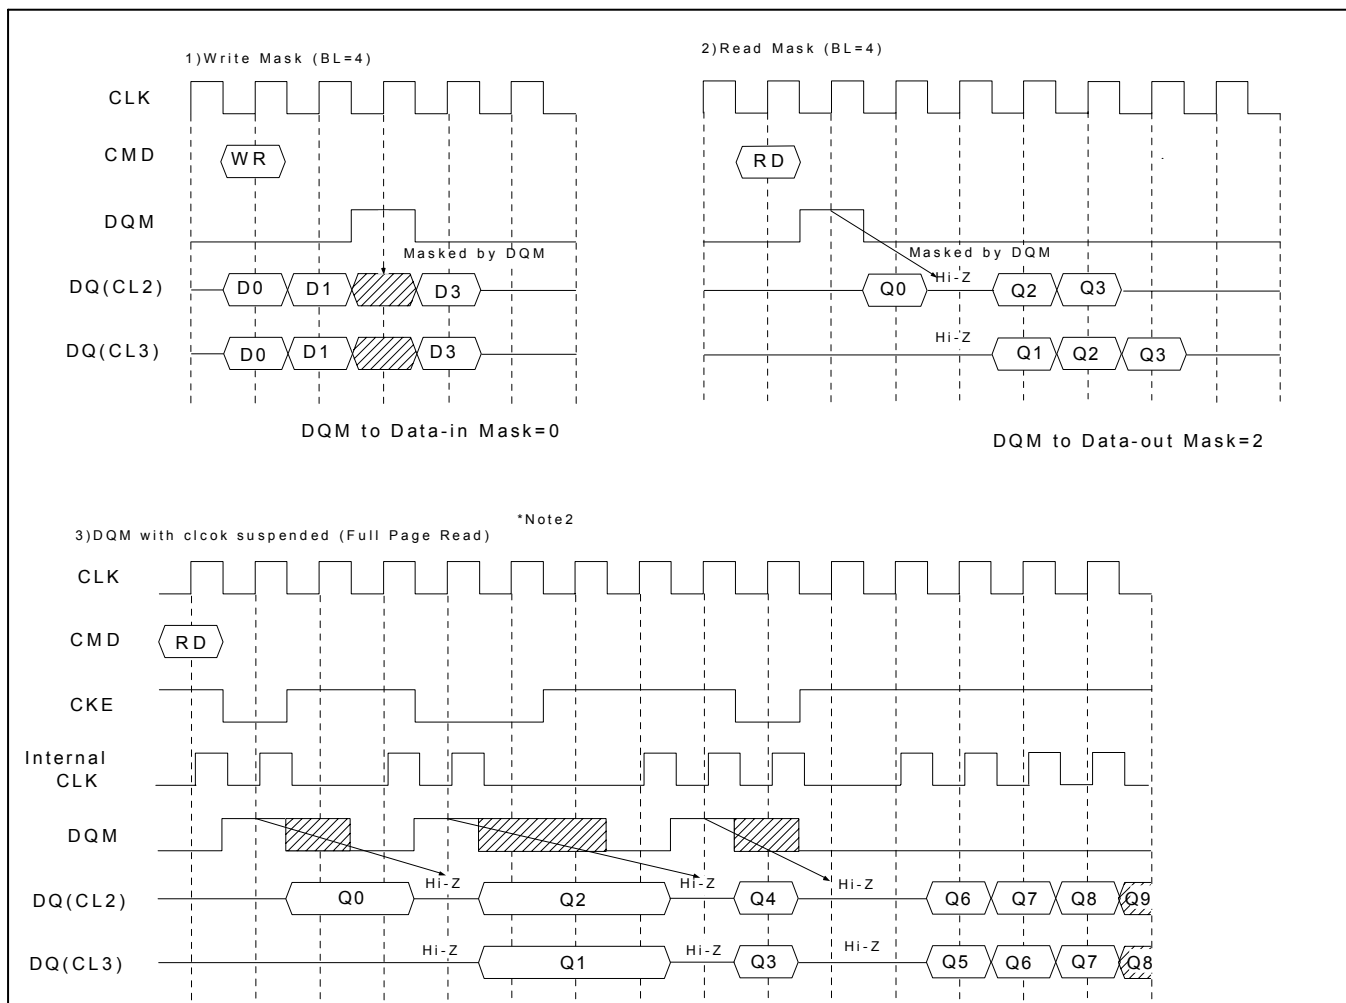 1)Write Mask (BL=4)
CLK
CMD
WR
DQM
Masked by DQM
DQ(CL2)
D0 D1 D3
DQ(CL3)
D0 D1 D3
DQM to Data-in Mask=0
2)Read Mask (BL=4)
RD
Masked by DQM
Hi-Z
Q0 Q2 Q3
Hi-Z
Q1 Q2 Q3
DQM to Data-out Mask=2
*Note2
3)DQM with clcok suspended (Full Page Read)
CLK
CMD
RD
CKE
Internal
CLK
DQM
Hi-Z Hi-Z Hi-Z
DQ(CL2)
Q0 Q2 Q4 Q6 Q7 Q8 Q9
Hi-Z Hi-Z Hi-Z
DQ(CL3)
Q1 Q3 Q5 Q6 Q7 Q8